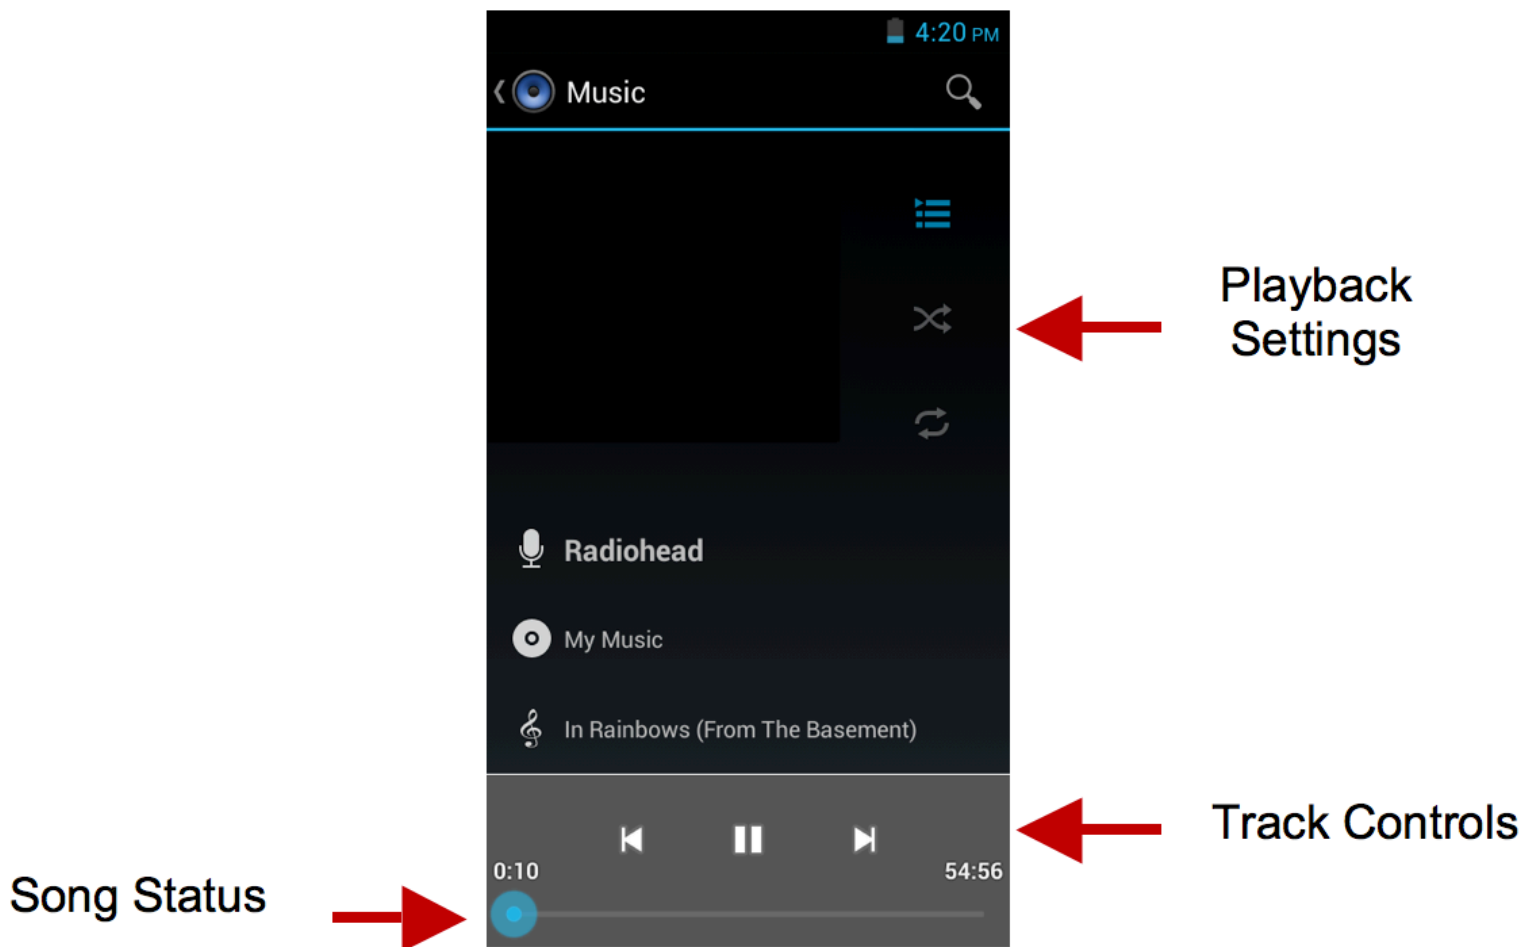 4:20 PM
Music
Playback
Settings
Radiohead
My Music
In Rainbows (From The Basement)
Track Controls
0:10
54:56
Song Status